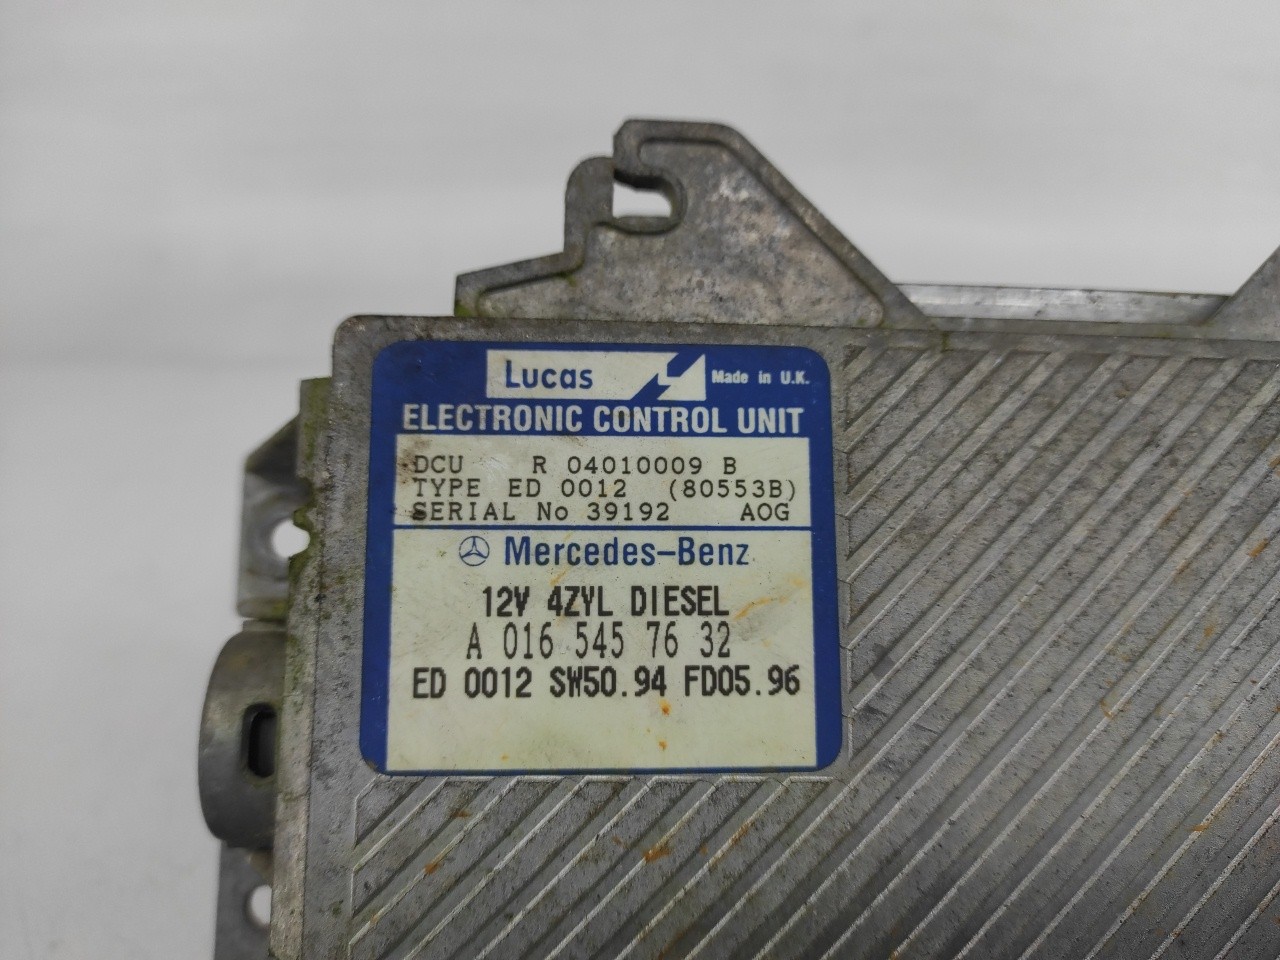 Lucas Made in U.K.
ELECTRONIC CONTROL UNIT
DCU R 04010009 B
TYPE ED 0012 (80553B)
SERIAL No 39192 AOG
Mercedes-Benz
12V 4ZYL DIESEL
A 016 545 76 32
ED 0012 SW50.94 FD05.96